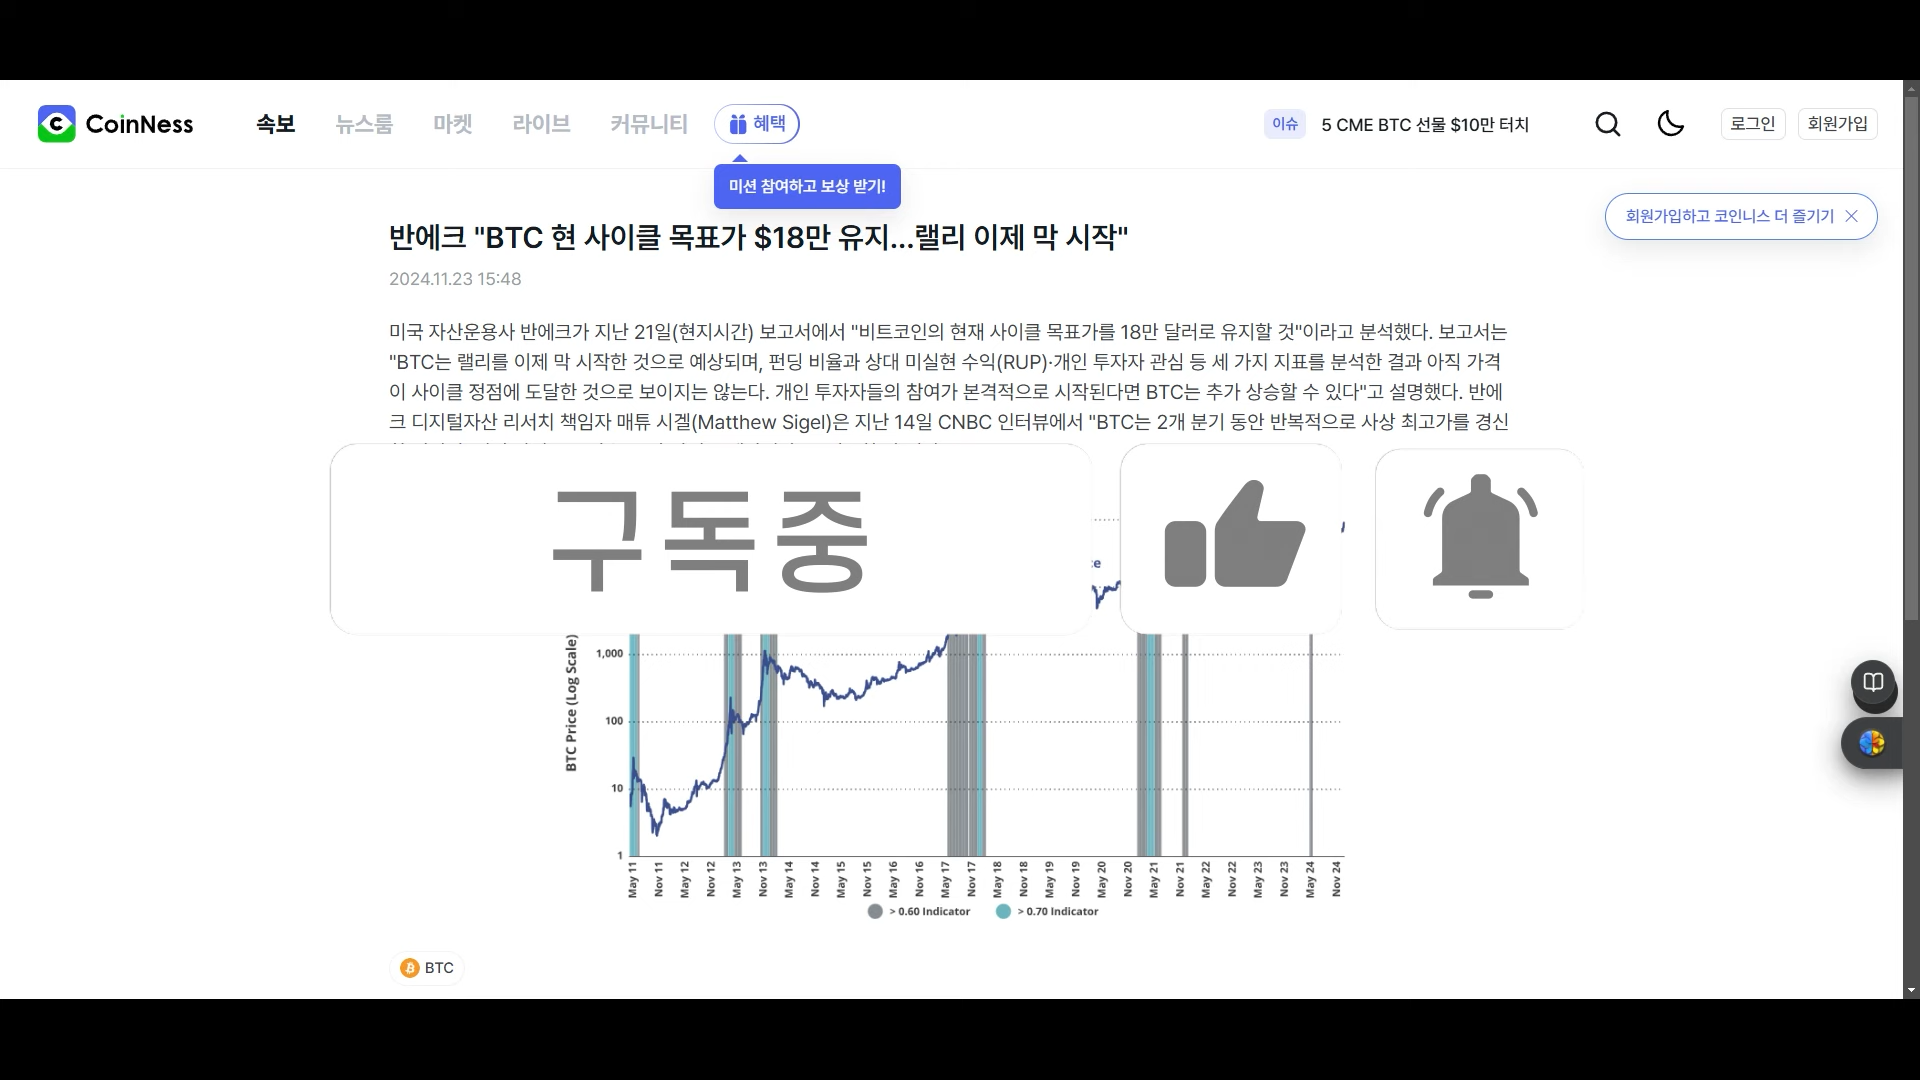 CoinNess
속보
뉴스룸
마켓
라이브
커뮤니티
혜택
이슈
5 CME BTC 선물 $10만 터치
로그인
회원가입
미션 참여하고 보상 받기!
회원가입하고 코인니스 더 즐기기
반에크 "BTC 현 사이클 목표가 $18만 유지...랠리 이제 막 시작"
2024.11.23 15:48
미국 자산운용사 반에크가 지난 21일(현지시간) 보고서에서 "비트코인의 현재 사이클 목표가를 18만 달러로 유지할 것"이라고 분석했다. 보고서는
"BTC는 랠리를 이제 막 시작한 것으로 예상되며, 펀딩 비율과 상대 미실현 수익(RUP)·개인 투자자 관심 등 세 가지 지표를 분석한 결과 아직 가격
이 사이클 정점에 도달한 것으로 보이지는 않는다. 개인 투자자들의 참여가 본격적으로 시작된다면 BTC는 추가 상승할 수 있다"고 설명했다. 반에
크 디지털자산 리서치 책임자 매튜 시겔(Matthew Sigel)은 지난 14일 CNBC 인터뷰에서 "BTC는 2개 분기 동안 반복적으로 사상 최고가를 경신
구독중
BTC Price (Log Scale)
1,000
100
10
1
May 11
Nov 11
May 12
Nov 12
May 13
Nov 13
May 14
Nov 14
May 15
Nov 15
May 16
Nov 16
May 17
Nov 17
May 18
Nov 18
May 19
Nov 19
May 20
Nov 20
May 21
Nov 21
May 22
Nov 22
May 23
Nov 23
May 24
Nov 24
> 0.60 Indicator
> 0.70 Indicator
BTC